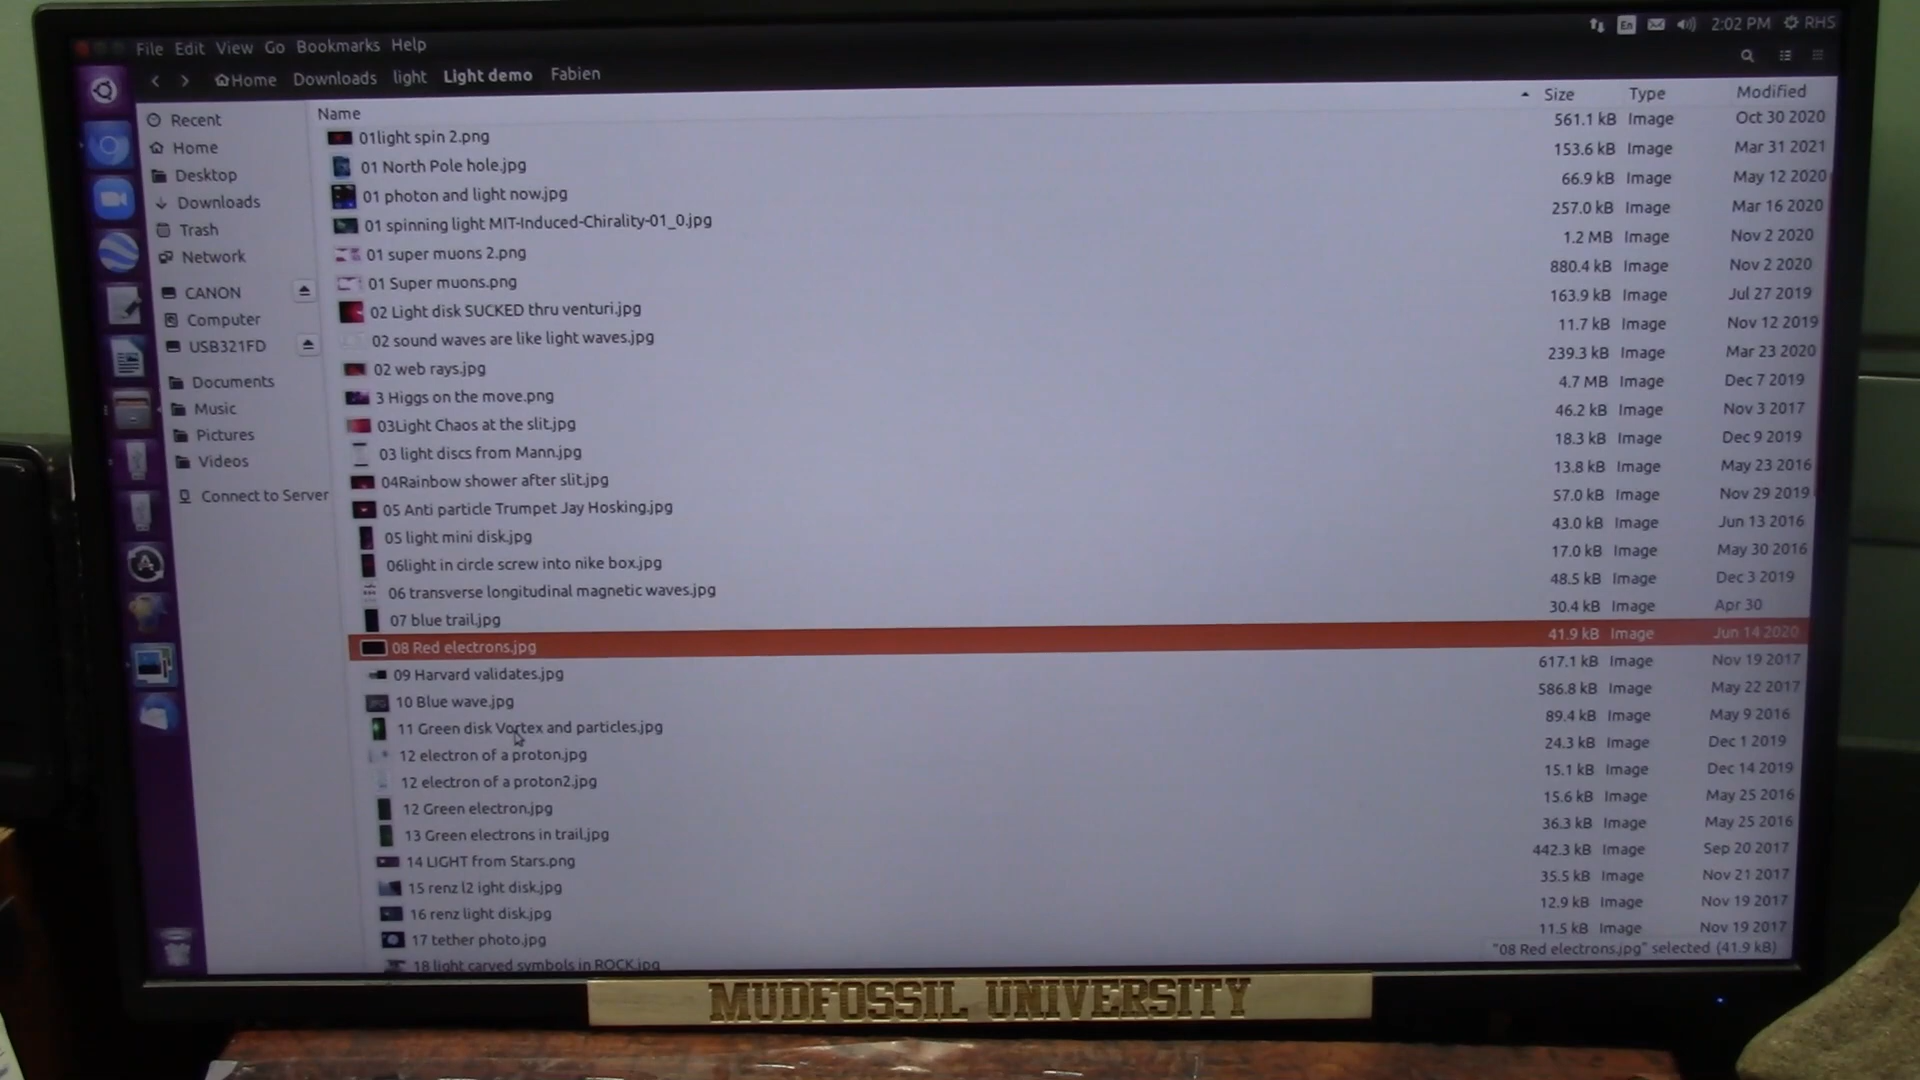 File Edit View Go Bookmarks Help
En 2:02 PM RHS
Home Downloads light Light demo Fabien
Name Size Type Modified
Recent
Home
Desktop
Downloads
Trash
Network
CANON
Computer
USB321FD
Documents
Music
Pictures
Videos
Connect to Server
01light spin 2.png 561.1 kB Image Oct 30 2020
01 North Pole hole.jpg 153.6 kB Image Mar 31 2021
01 photon and light now.jpg 66.9 kB Image May 12 2020
01 spinning light MIT-Induced-Chirality-01_0.jpg 257.0 kB Image Mar 16 2020
01 super muons 2.png 1.2 MB Image Nov 2 2020
01 Super muons.png 880.4 kB Image Nov 2 2020
02 Light disk SUCKED thru venturi.jpg 163.9 kB Image Jul 27 2019
02 sound waves are like light waves.jpg 11.7 kB Image Nov 12 2019
02 web rays.jpg 239.3 kB Image Mar 23 2020
3 Higgs on the move.png 4.7 MB Image Dec 7 2019
03Light Chaos at the slit.jpg 46.2 kB Image Nov 3 2017
03 light discs from Mann.jpg 18.3 kB Image Dec 9 2019
04Rainbow shower after slit.jpg 13.8 kB Image May 23 2016
05 Anti particle Trumpet Jay Hosking.jpg 57.0 kB Image Nov 29 2019
05 light mini disk.jpg 43.0 kB Image Jun 13 2016
06light in circle screw into nike box.jpg 17.0 kB Image May 30 2016
06 transverse longitudinal magnetic waves.jpg 48.5 kB Image Dec 3 2019
07 blue trail.jpg 30.4 kB Image Apr 30
08 Red electrons.jpg 41.9 kB Image Jun 14 2020
09 Harvard validates.jpg 617.1 kB Image Nov 19 2017
10 Blue wave.jpg 586.8 kB Image May 22 2017
11 Green disk Vortex and particles.jpg 89.4 kB Image May 9 2016
12 electron of a proton.jpg 24.3 kB Image Dec 1 2019
12 electron of a proton2.jpg 15.1 kB Image Dec 14 2019
12 Green electron.jpg 15.6 kB Image May 25 2016
13 Green electrons in trail.jpg 36.3 kB Image May 25 2016
14 LIGHT from Stars.png 442.3 kB Image Sep 20 2017
15 renz l2 ight disk.jpg 35.5 kB Image Nov 21 2017
16 renz light disk.jpg 12.9 kB Image Nov 19 2017
17 tether photo.jpg 11.5 kB Image Nov 19 2017
18 light carved symbols in ROCK.jpg
"08 Red electrons.jpg" selected (41.9 kB)
MUDFOSSIL UNIVERSITY